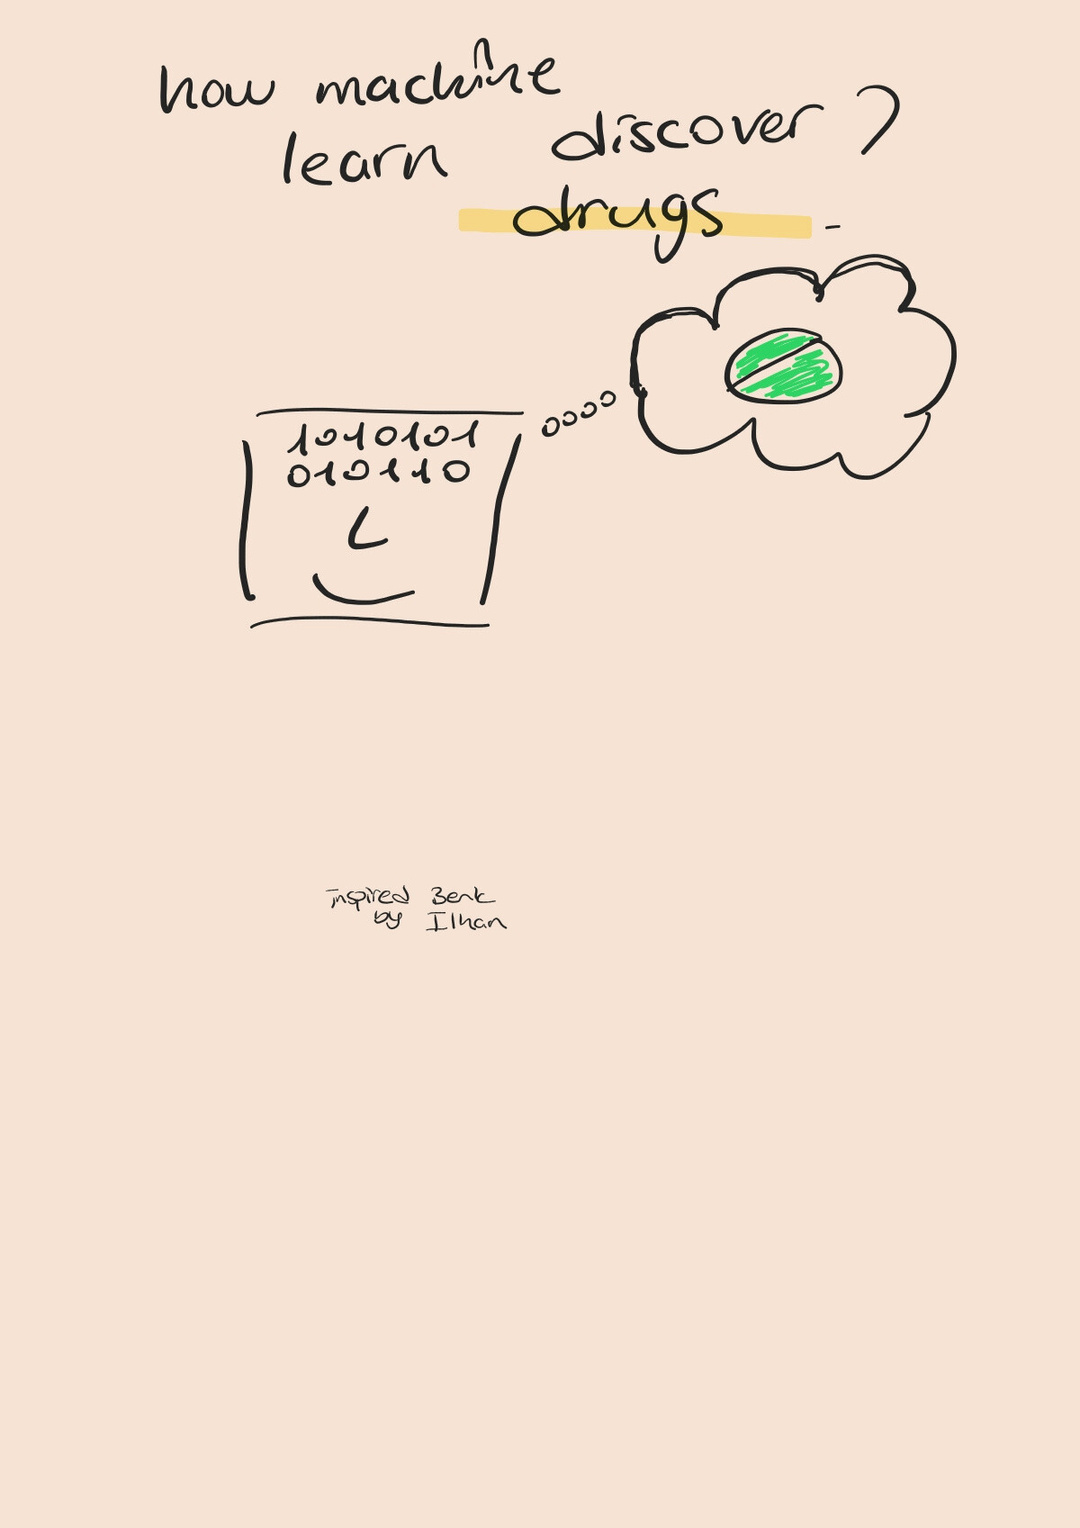 how machine
learn discover?
drugs
1010101
010110
inspired Berk
by Ilhan